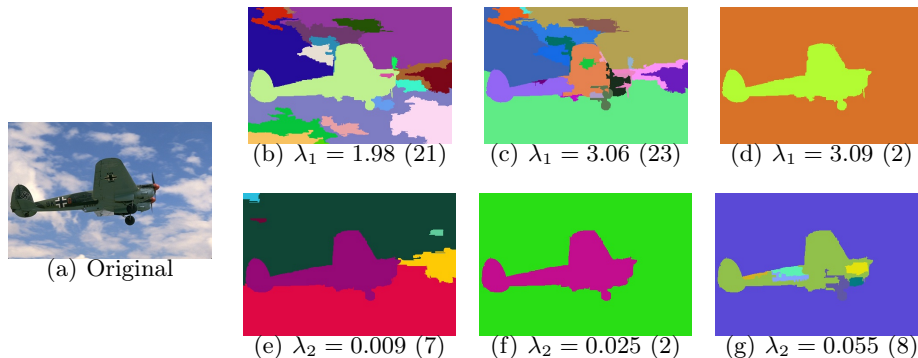 (b) λ₁ = 1.98 (21)
(c) λ₁ = 3.06 (23)
(d) λ₁ = 3.09 (2)
(a) Original
(e) λ₂ = 0.009 (7)
(f) λ₂ = 0.025 (2)
(g) λ₂ = 0.055 (8)